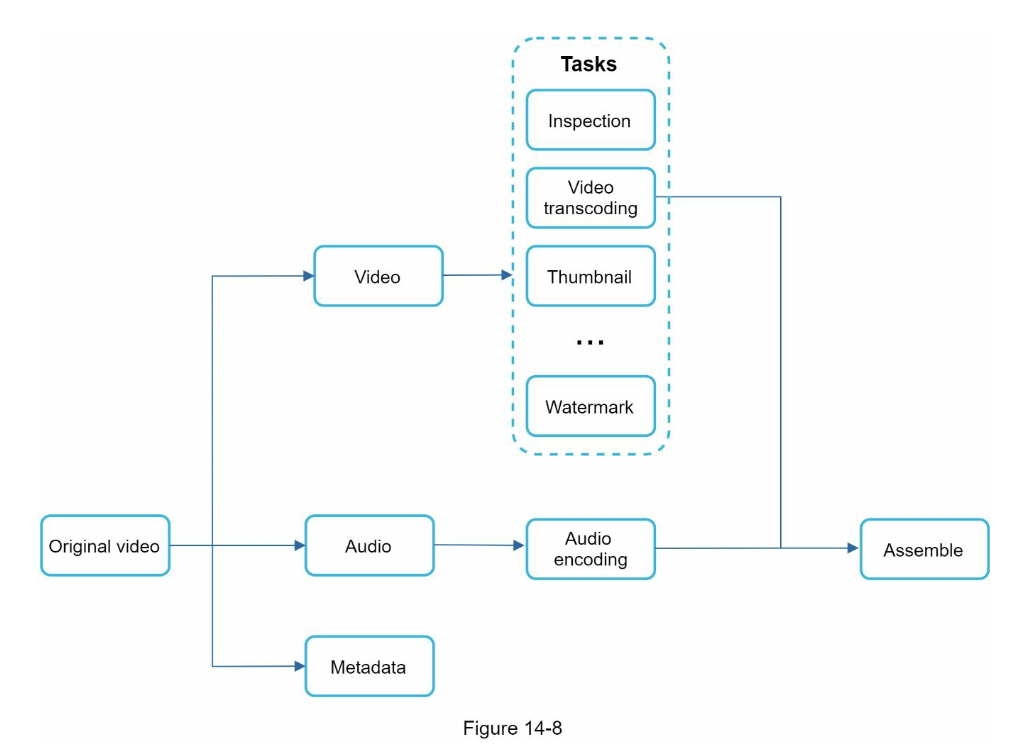 Tasks
Inspection
Video
transcoding
Video
Thumbnail
...
Watermark
Original video
Audio
Audio
encoding
Assemble
Metadata
Figure 14-8